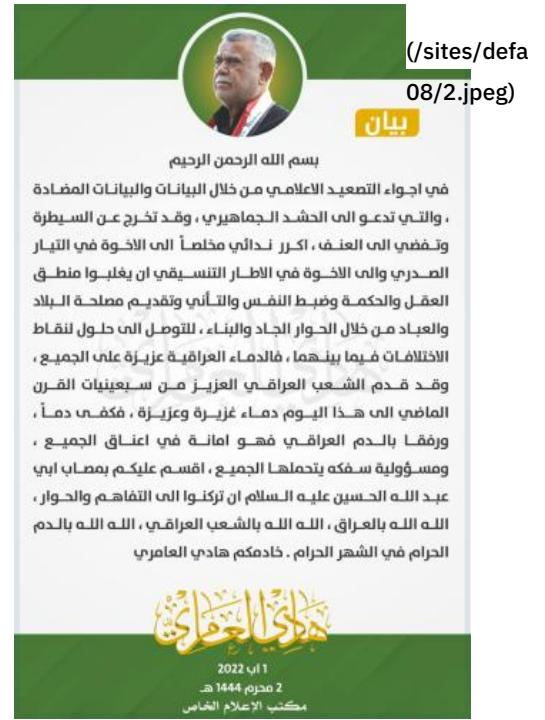 (/sites/defa
08/2.jpeg)
بيان
بسم الله الرحمن الرحيم
في اجواء التصعيد الاعلامي من خلال البيانات والبيانات المضادة
، والتي تدعو الى الحشد الجماهيري ، وقد تخرج عن السيطرة
وتفضي الى العنف ، اكرر ندائي مخلصاً الى الاخوة في التيار
الصدري والى الاخوة في الاطار التنسيقي ان يغلبوا منطق
العقل والحكمة وضبط النفس والتأني وتقديم مصلحة البلاد
والعباد من خلال الحوار الجاد والبناء ، للتوصل الى حلول لنقاط
الاختلافات فيما بينهما ، فالدماء العراقية عزيزة على الجميع ،
وقد قدم الشعب العراقي العزيز من سبعينيات القرن
الماضي الى هذا اليوم دماء غزيرة وعزيزة ، فكفى دماً ،
ورفقا بالدم العراقي فهو امانة في اعناق الجميع ،
ومسؤولية سفكه يتحملها الجميع ، اقسم عليكم بمصاب ابي
عبد الله الحسين عليه السلام ان تركنوا الى التفاهم والحوار ،
الله الله بالعراق ، الله الله بالشعب العراقي ، الله الله بالدم
الحرام في الشهر الحرام . خادمكم هادي العامري
هادي العامري
1 اب 2022
2 محرم 1444 هـ
مكتب الإعلام الخاص